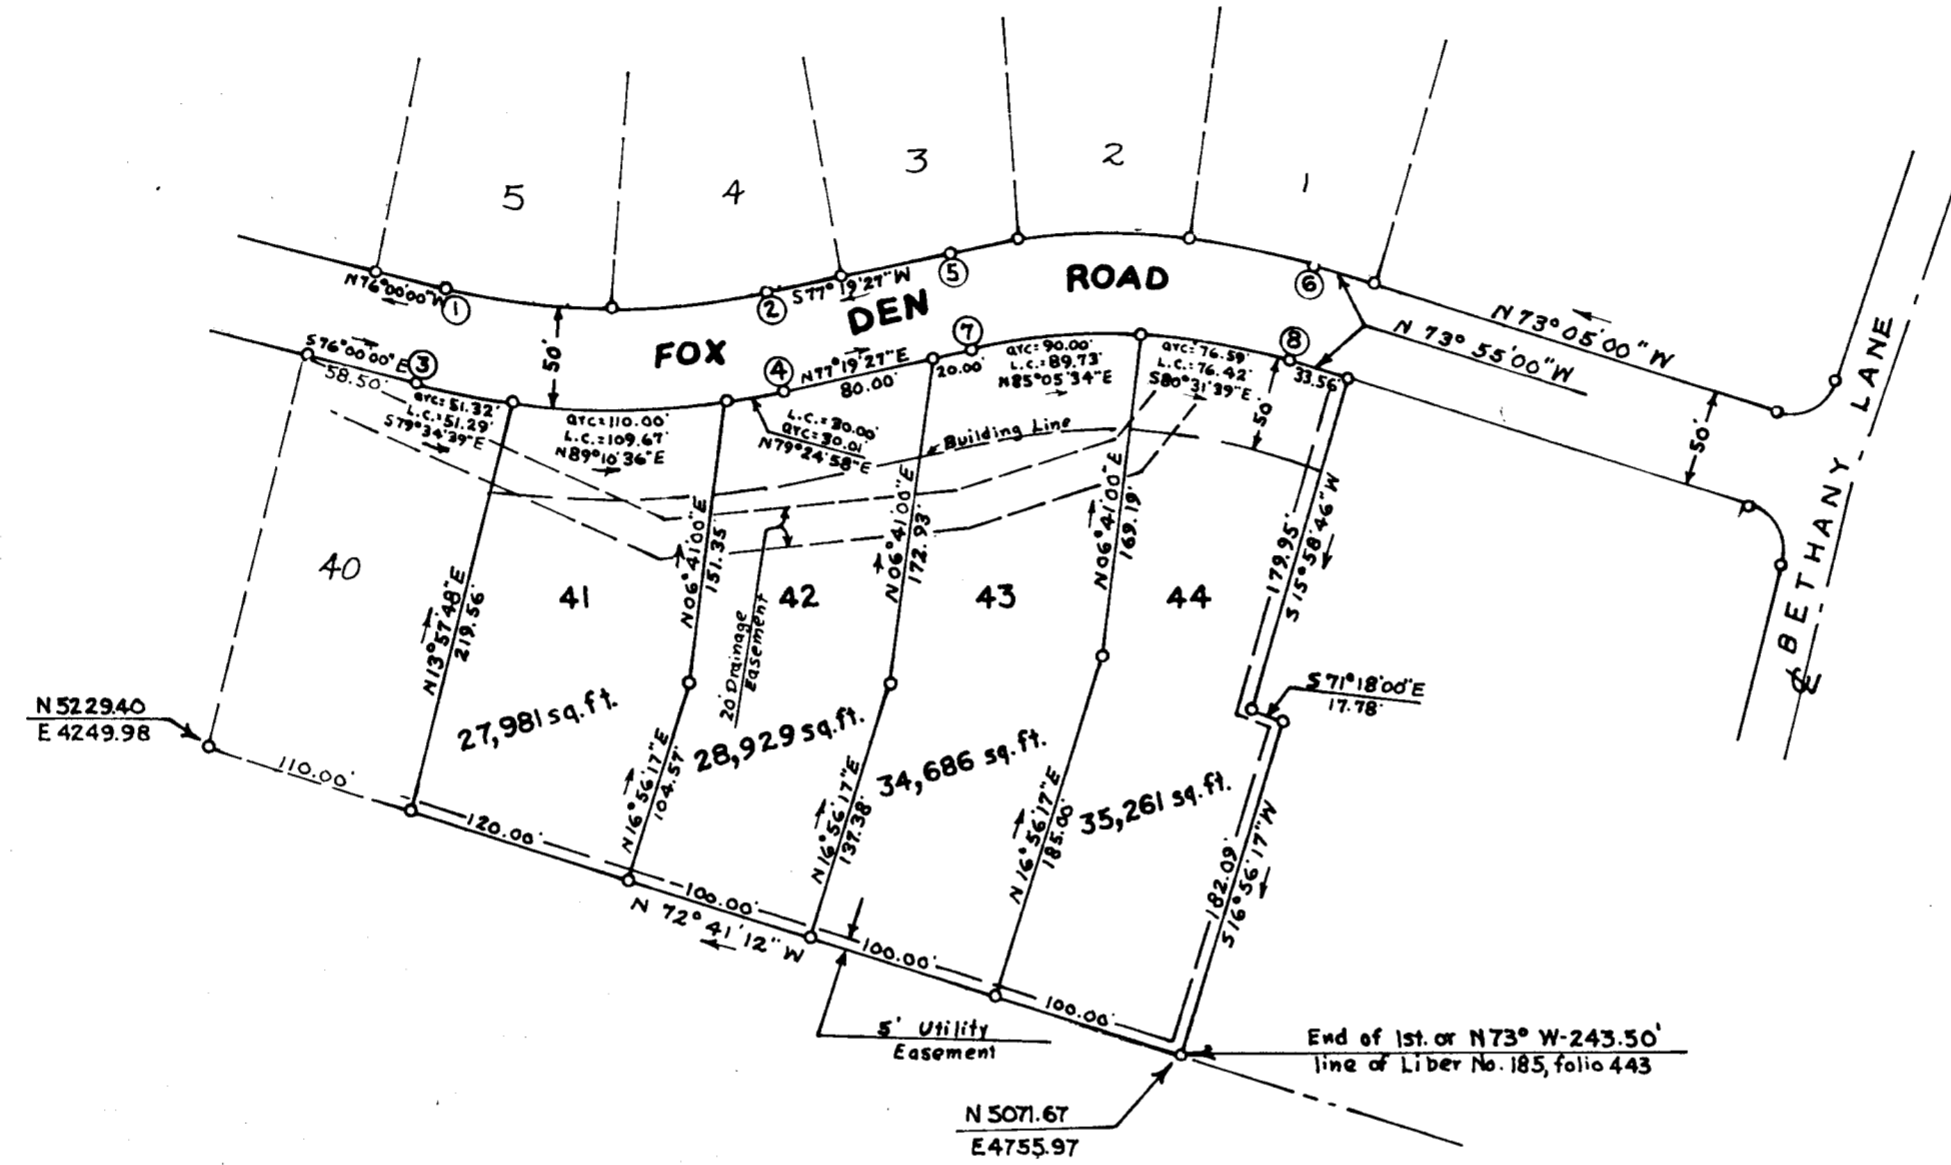 5
4
3
2
1
N76°00'00"W
1
2
S77°19'27"W
5
6
N 73°05'00"W
N 73° 55'00"W
FOX DEN ROAD
50'
50'
BETHANY LANE
S76°00'00"E
58.50'
3
arc=51.32'
L.C.=51.29'
S79°34'39"E
arc=110.00'
L.C.=109.67'
N89°10'36"E
4
L.C.=30.00'
arc=30.01'
N79°24'58"E
N77°19'27"E
80.00'
20.00'
7
arc=90.00'
L.C.=89.73'
N85°05'34"E
arc=76.59'
L.C.=76.42'
S80°31'39"E
8
33.56'
50'
Building Line
40
41
42
43
44
N13°57'48"E
219.56'
N06°41'00"E
151.35'
20' Drainage
Easement
N06°41'00"E
172.93'
N06°41'00"E
169.19'
179.95'
S15°58'46"W
S71°18'00"E
17.78'
N 5229.40
E 4249.98
27,981 sq.ft.
28,929 sq.ft.
34,686 sq.ft.
35,261 sq.ft.
N16°56'17"E
104.57'
N16°56'17"E
137.38'
N16°56'17"E
185.00'
182.09'
S16°56'17"W
110.00'
120.00'
100.00'
100.00'
100.00'
N 72°41'12"W
5' Utility
Easement
End of 1st. or N73° W-243.50'
line of Liber No. 185, folio 443
N 5071.67
E4755.97